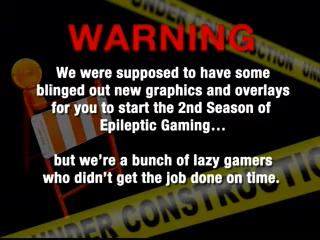 WARNING
We were supposed to have some
blinged out new graphics and overlays
for you to start the 2nd Season of
Epileptic Gaming...
but we're a bunch of lazy gamers
who didn't get the job done on time.
UNDER CONSTRUCTION
UNDER CONSTRUCTION